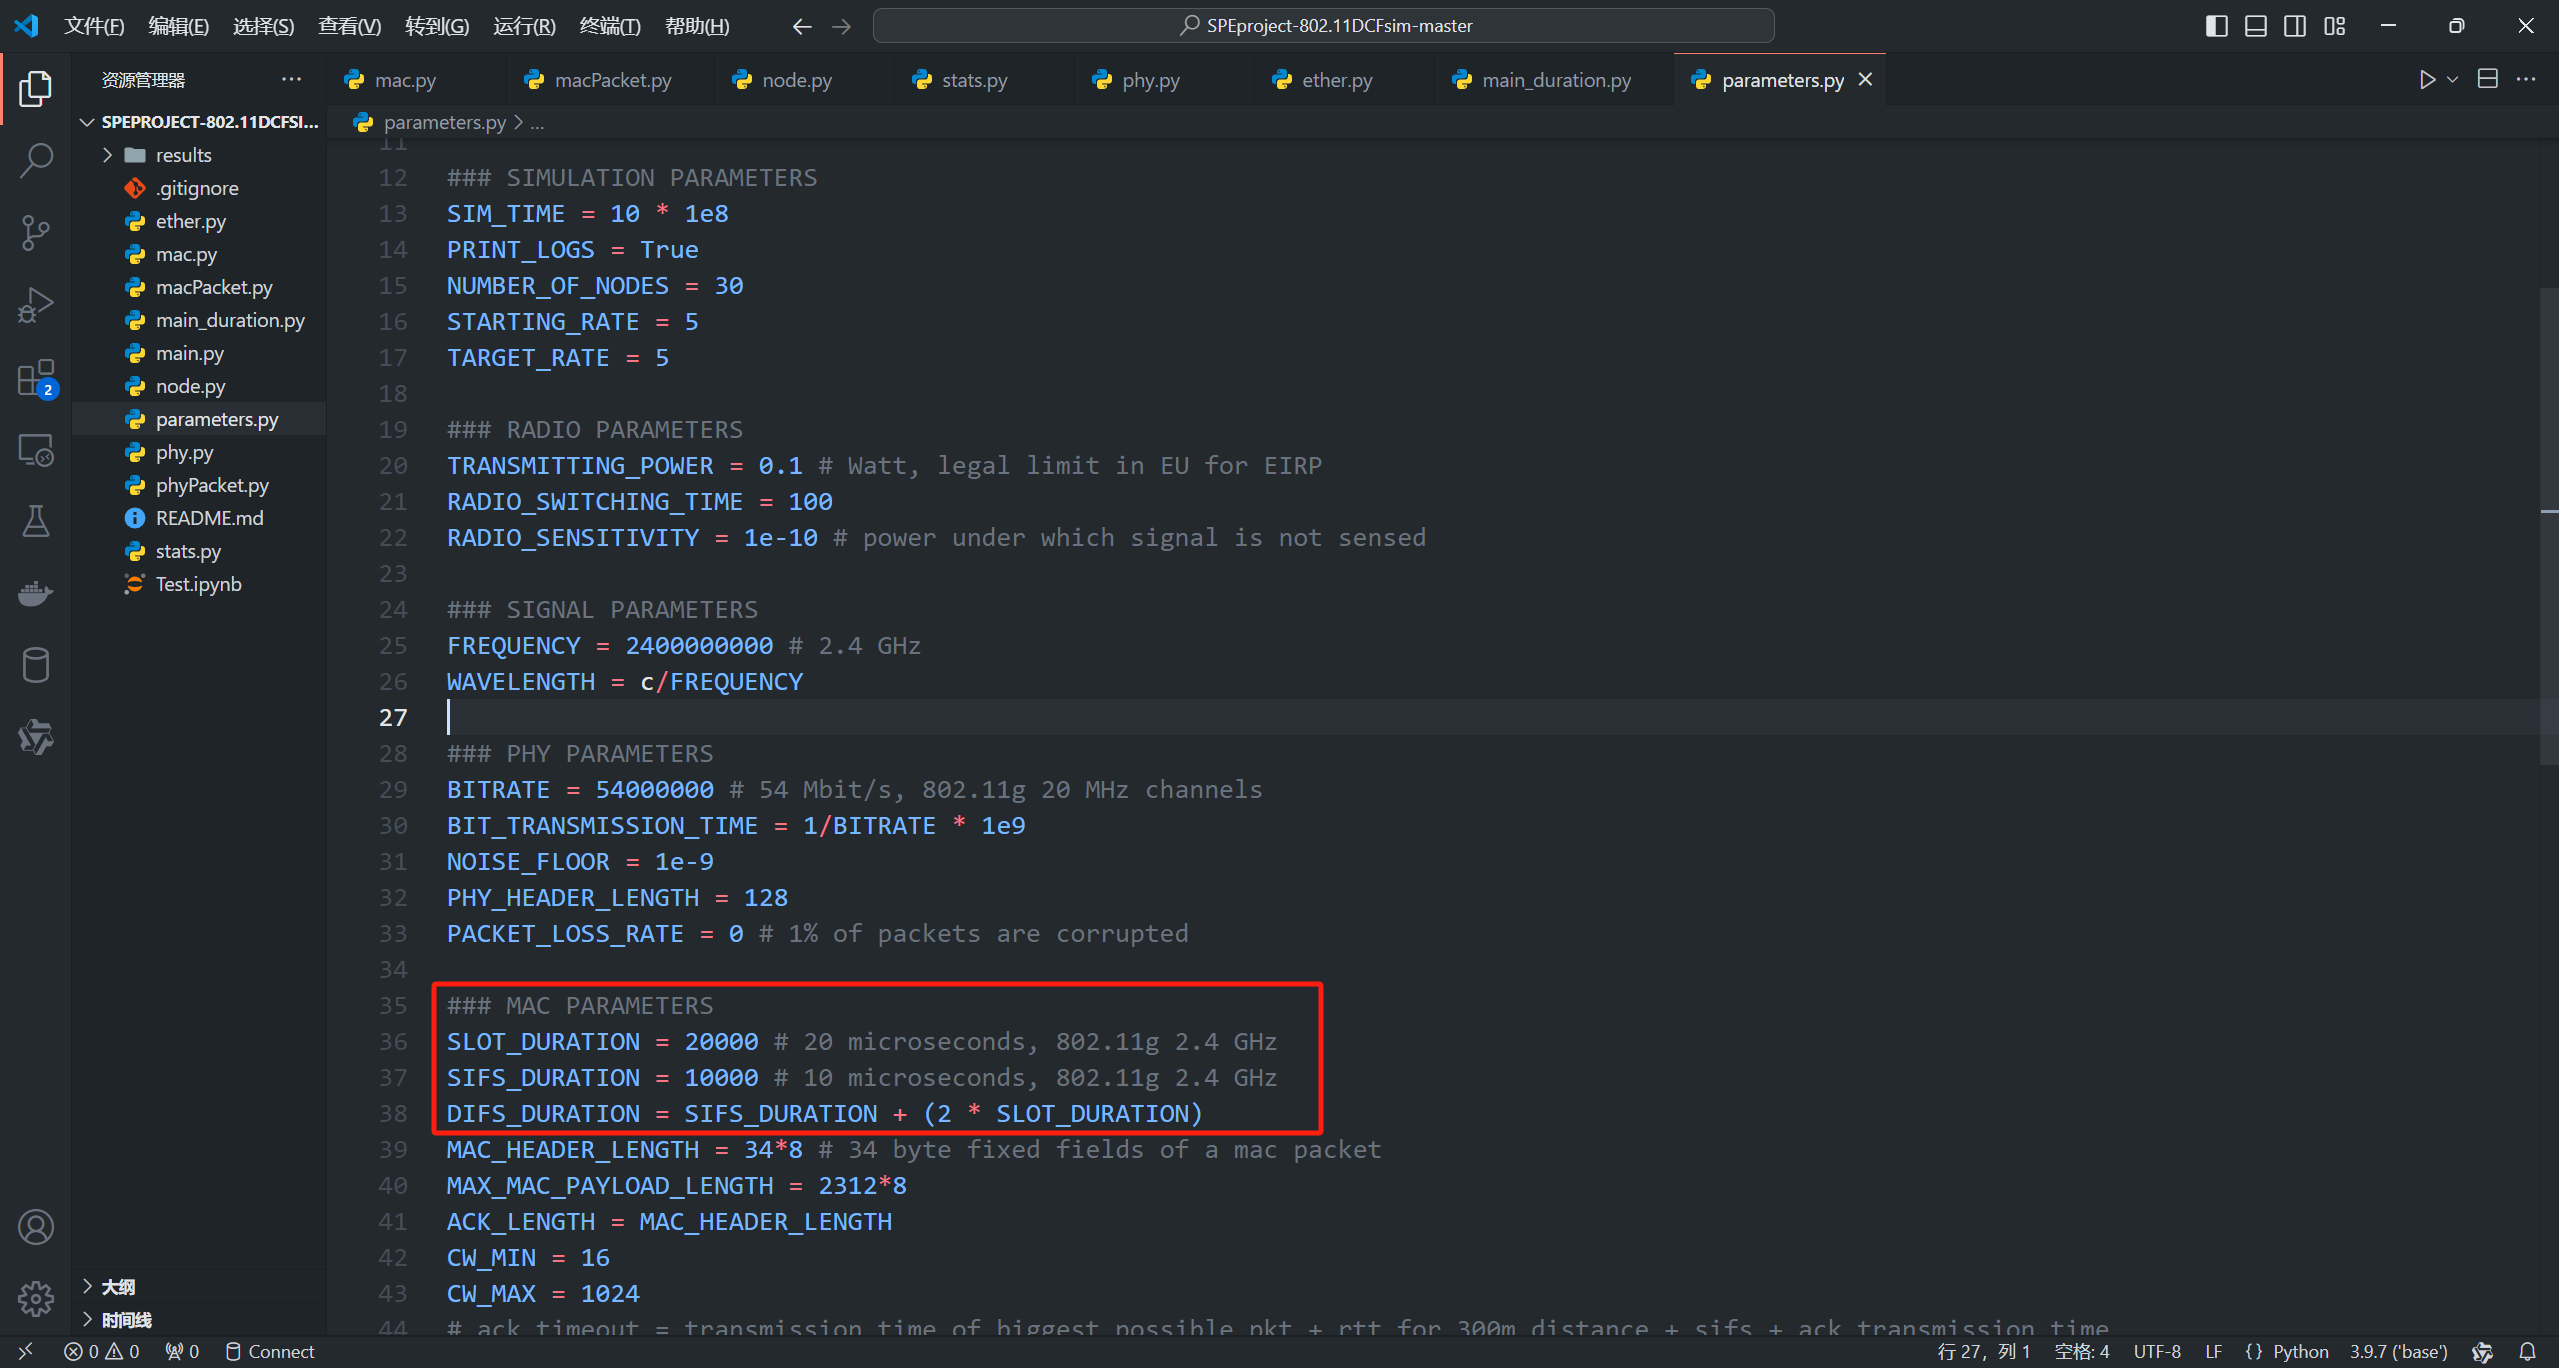 文件(F) 编辑(E) 选择(S) 查看(V) 转到(G) 运行(R) 终端(T) 帮助(H) SPEproject-802.11DCFsim-master
资源管理器
mac.py macPacket.py node.py stats.py phy.py ether.py main_duration.py parameters.py
SPEPROJECT-802.11DCFSI...
results
.gitignore
ether.py
mac.py
macPacket.py
main_duration.py
main.py
node.py
parameters.py
phy.py
phyPacket.py
README.md
stats.py
Test.ipynb
2
大纲
时间线
parameters.py > ...
11
12 ### SIMULATION PARAMETERS
13 SIM_TIME = 10 * 1e8
14 PRINT_LOGS = True
15 NUMBER_OF_NODES = 30
16 STARTING_RATE = 5
17 TARGET_RATE = 5
18
19 ### RADIO PARAMETERS
20 TRANSMITTING_POWER = 0.1 # Watt, legal limit in EU for EIRP
21 RADIO_SWITCHING_TIME = 100
22 RADIO_SENSITIVITY = 1e-10 # power under which signal is not sensed
23
24 ### SIGNAL PARAMETERS
25 FREQUENCY = 2400000000 # 2.4 GHz
26 WAVELENGTH = c/FREQUENCY
27
28 ### PHY PARAMETERS
29 BITRATE = 54000000 # 54 Mbit/s, 802.11g 20 MHz channels
30 BIT_TRANSMISSION_TIME = 1/BITRATE * 1e9
31 NOISE_FLOOR = 1e-9
32 PHY_HEADER_LENGTH = 128
33 PACKET_LOSS_RATE = 0 # 1% of packets are corrupted
34
35 ### MAC PARAMETERS
36 SLOT_DURATION = 20000 # 20 microseconds, 802.11g 2.4 GHz
37 SIFS_DURATION = 10000 # 10 microseconds, 802.11g 2.4 GHz
38 DIFS_DURATION = SIFS_DURATION + (2 * SLOT_DURATION)
39 MAC_HEADER_LENGTH = 34*8 # 34 byte fixed fields of a mac packet
40 MAX_MAC_PAYLOAD_LENGTH = 2312*8
41 ACK_LENGTH = MAC_HEADER_LENGTH
42 CW_MIN = 16
43 CW_MAX = 1024
44 # ack timeout = transmission time of biggest possible pkt + rtt for 300m distance + sifs + ack transmission time
0 0 0 Connect 行 27，列 1 空格: 4 UTF-8 LF {} Python 3.9.7 ('base')